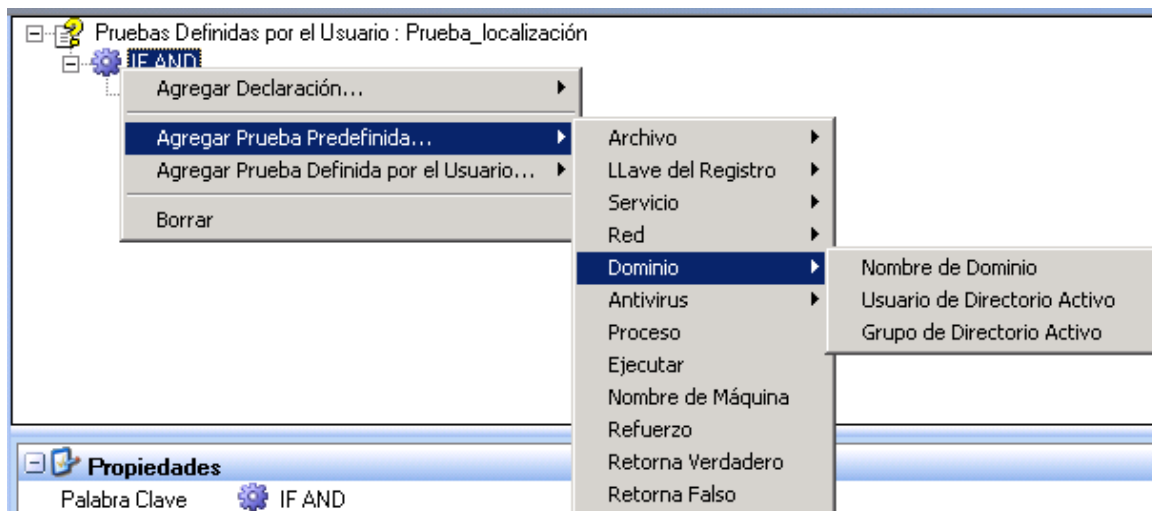 Pruebas Definidas por el Usuario : Prueba_localización
IF AND
Agregar Declaración...
Agregar Prueba Predefinida...
Agregar Prueba Definida por el Usuario...
Borrar
Archivo
LLave del Registro
Servicio
Red
Dominio
Antivirus
Proceso
Ejecutar
Nombre de Máquina
Refuerzo
Retorna Verdadero
Retorna Falso
Nombre de Dominio
Usuario de Directorio Activo
Grupo de Directorio Activo
Propiedades
Palabra Clave IF AND